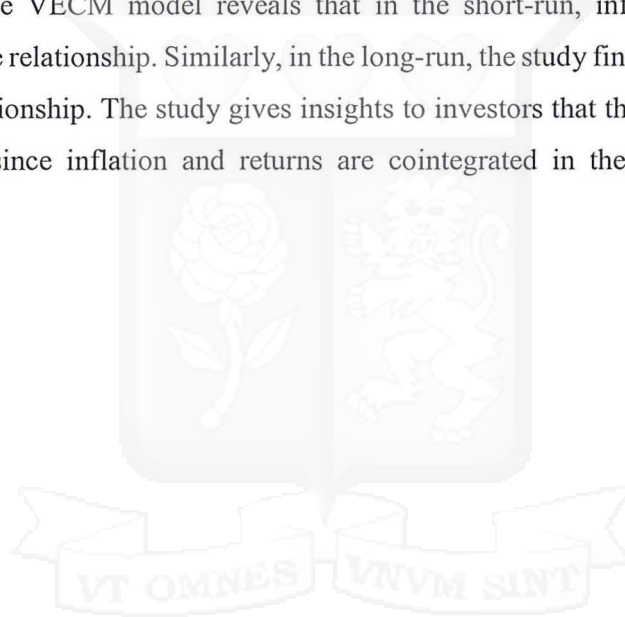 e VECM model reveals that in the short-run, inf
e relationship. Similarly, in the long-run, the study fin
ionship. The study gives insights to investors that th
since inflation and returns are cointegrated in the
VT OMNES VNVM SINT